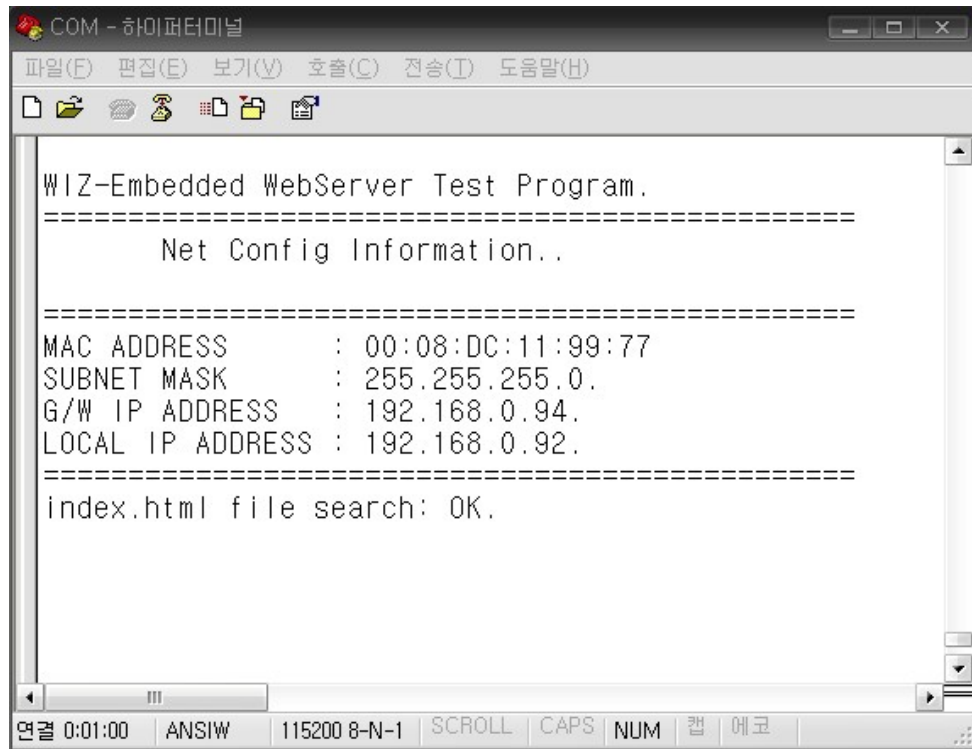 COM - 하이퍼터미널
파일(F) 편집(E) 보기(V) 호출(C) 전송(T) 도움말(H)
WIZ-Embedded WebServer Test Program.
================================================
Net Config Information..
================================================
MAC ADDRESS : 00:08:DC:11:99:77
SUBNET MASK : 255.255.255.0.
G/W IP ADDRESS : 192.168.0.94.
LOCAL IP ADDRESS : 192.168.0.92.
================================================
index.html file search: OK.
연결 0:01:00 ANSIW 115200 8-N-1 SCROLL CAPS NUM 캡 에코